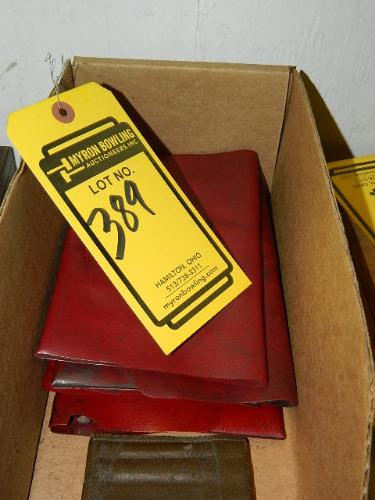 MYRON BOWLING
AUCTIONEERS, INC.
LOT NO.
389
HAMILTON, OHIO
513/738-3311
myronbowling.com